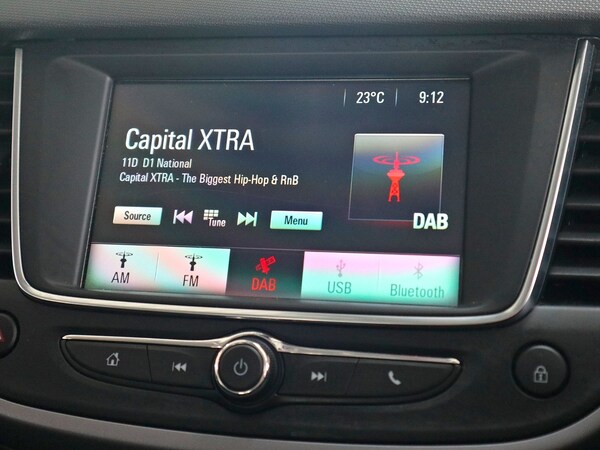 23°C 9:12
Capital XTRA
11D D1 National
Capital XTRA - The Biggest Hip-Hop & RnB
Source Tune Menu
DAB
AM FM DAB USB Bluetooth